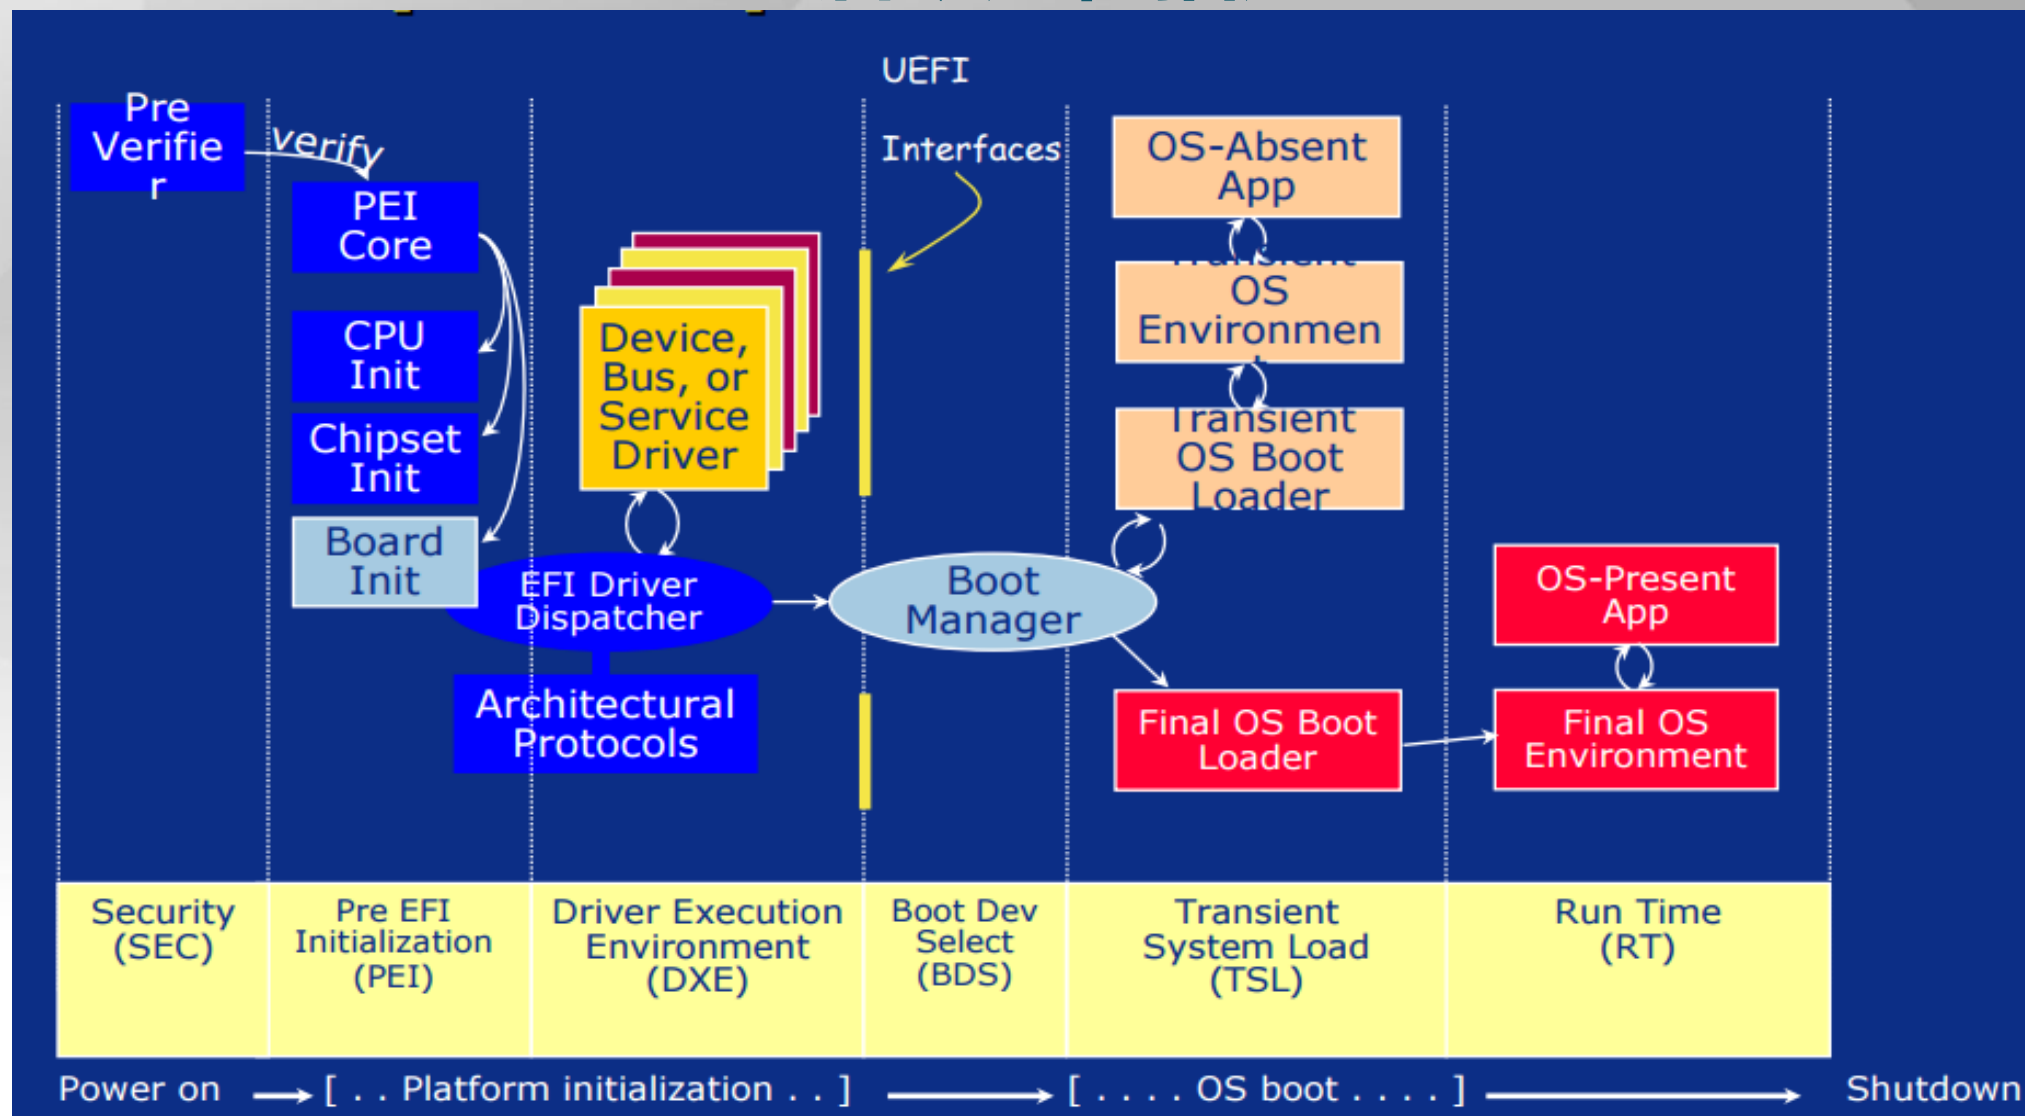 UEFI
Interfaces
Pre
Verifie
r
verify
PEI
Core
CPU
Init
Chipset
Init
Board
Init
Device,
Bus, or
Service
Driver
EFI Driver
Dispatcher
Architectural
Protocols
Boot
Manager
OS-Absent
App
Transient
OS
Environmen
t
Transient
OS Boot
Loader
Final OS Boot
Loader
OS-Present
App
Final OS
Environment
Security
(SEC)
Pre EFI
Initialization
(PEI)
Driver Execution
Environment
(DXE)
Boot Dev
Select
(BDS)
Transient
System Load
(TSL)
Run Time
(RT)
Power on
[ . . Platform initialization . . ]
[ . . . . OS boot . . . . ]
Shutdown